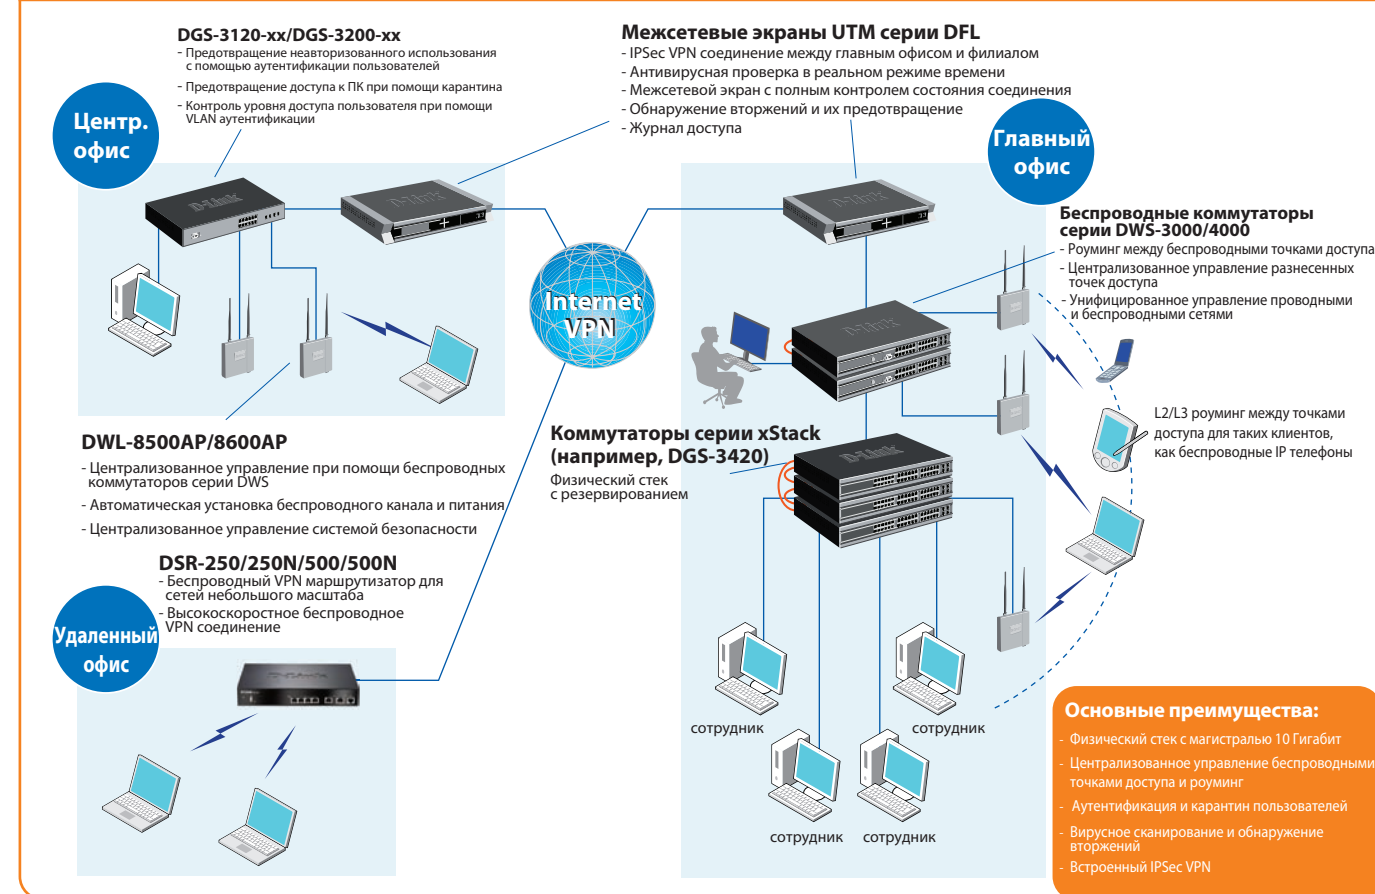 DGS-3120-xx/DGS-3200-xx
- Предотвращение неавторизованного использования
с помощью аутентификации пользователей
- Предотвращение доступа к ПК при помощи карантина
- Контроль уровня доступа пользователя при помощи
VLAN аутентификации
Центр.
офис
Межсетевые экраны UTM серии DFL
- IPSec VPN соединение между главным офисом и филиалом
- Антивирусная проверка в реальном режиме времени
- Межсетевой экран с полным контролем состояния соединения
- Обнаружение вторжений и их предотвращение
- Журнал доступа
Главный
офис
D-Link
D-Link
D-Link
Беспроводные коммутаторы
серии DWS-3000/4000
- Роуминг между беспроводными точками доступа
- Централизованное управление разнесенных
точек доступа
- Унифицированное управление проводными
и беспроводными сетями
Internet
VPN
D-Link
L2/L3 роуминг между точками
доступа для таких клиентов,
как беспроводные IP телефоны
DWL-8500AP/8600AP
- Централизованное управление при помощи беспроводных
коммутаторов серии DWS
- Автоматическая установка беспроводного канала и питания
- Централизованное управление системой безопасности
Коммутаторы серии xStack
(например, DGS-3420)
Физический стек
с резервированием
D-Link
DSR-250/250N/500/500N
- Беспроводный VPN маршрутизатор для
сетей небольшого масштаба
- Высокоскоростное беспроводное
VPN соединение
Удаленный
офис
D-Link
сотрудник
сотрудник
сотрудник
сотрудник
Основные преимущества:
- Физический стек с магистралью 10 Гигабит
- Централизованное управление беспроводными
точками доступа и роуминг
- Аутентификация и карантин пользователей
- Вирусное сканирование и обнаружение
вторжений
- Встроенный IPSec VPN